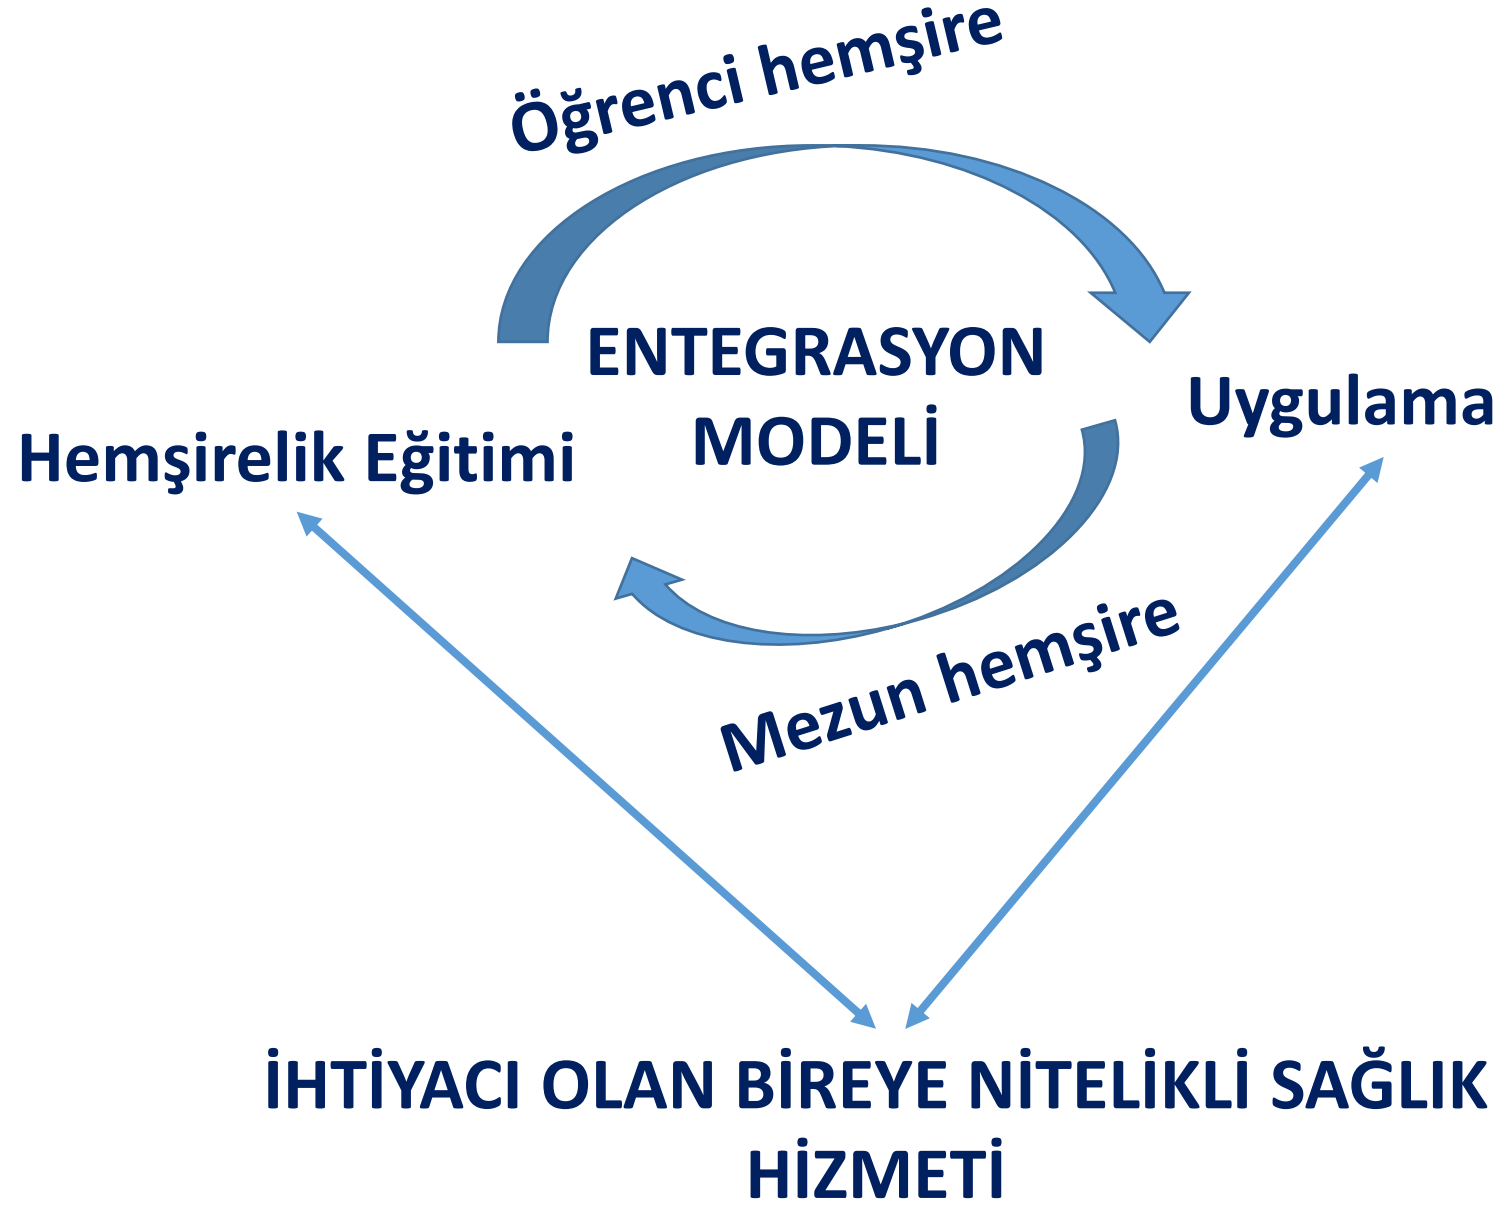 Öğrenci hemşire
ENTEGRASYON
MODELİ
Uygulama
Hemşirelik Eğitimi
Mezun hemşire
İHTİYACI OLAN BİREYE NİTELİKLİ SAĞLIK
HİZMETİ